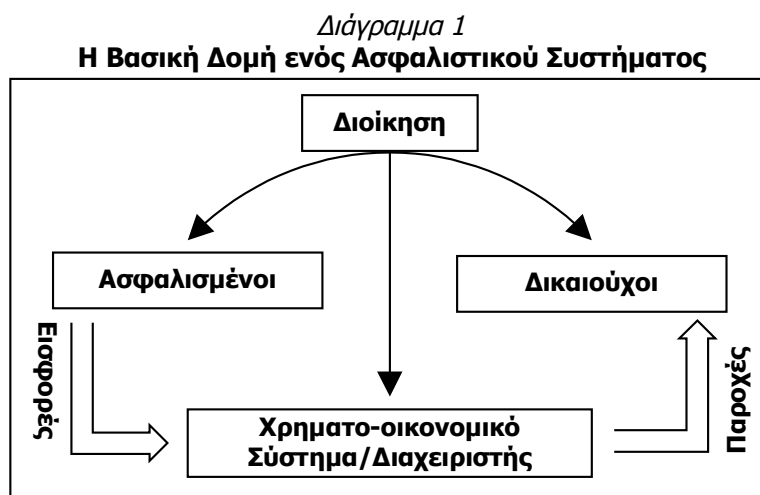 Διάγραμμα 1
Η Βασική Δομή ενός Ασφαλιστικού Συστήματος
Διοίκηση
Ασφαλισμένοι
Δικαιούχοι
Εισφορές
Παροχές
Χρηματο-οικονομικό
Σύστημα/Διαχειριστής